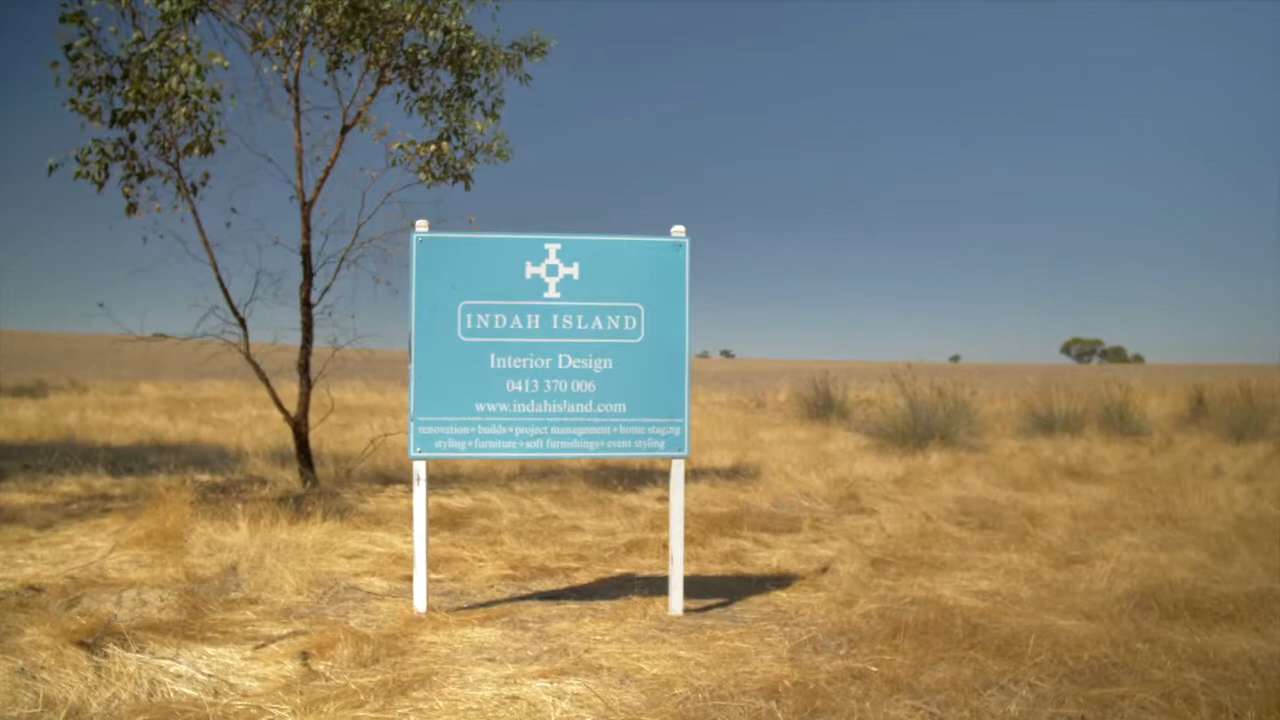 INDAH ISLAND
Interior Design
0413 370 006
www.indahisland.com
renovation+builds+project management+home staging
styling+furniture+soft furnishings+event styling